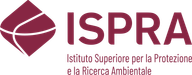 ISPRA
Istituto Superiore per la Protezione
e la Ricerca Ambientale